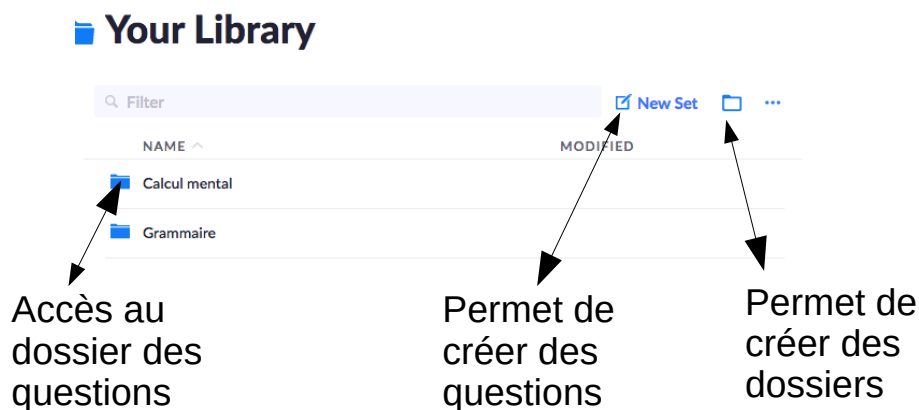 Your Library
Filter
New Set
NAME
MODIFIED
Calcul mental
Grammaire
Accès au
dossier des
questions
Permet de
créer des
questions
Permet de
créer des
dossiers